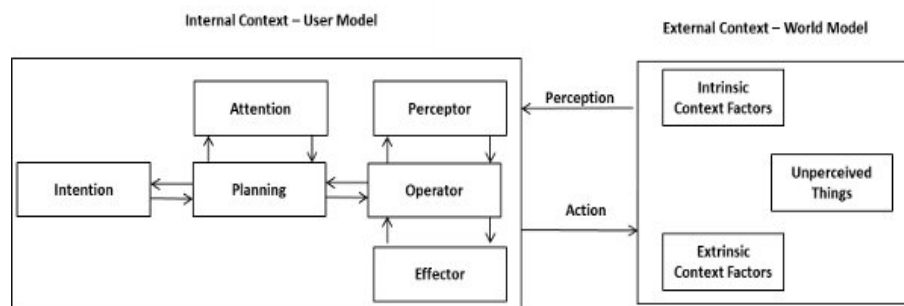 Internal Context – User Model
External Context – World Model
Attention
Perceptor
Intention
Planning
Operator
Effector
Perception
Action
Intrinsic
Context Factors
Unperceived
Things
Extrinsic
Context Factors